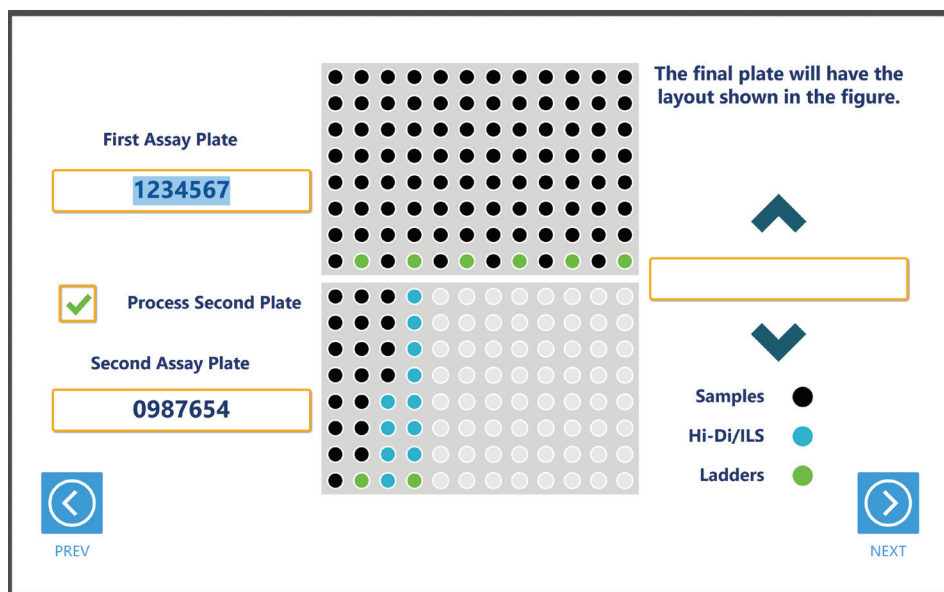 The final plate will have the
layout shown in the figure.
First Assay Plate
1234567
Process Second Plate
Second Assay Plate
0987654
Samples
Hi-Di/ILS
Ladders
PREV
NEXT